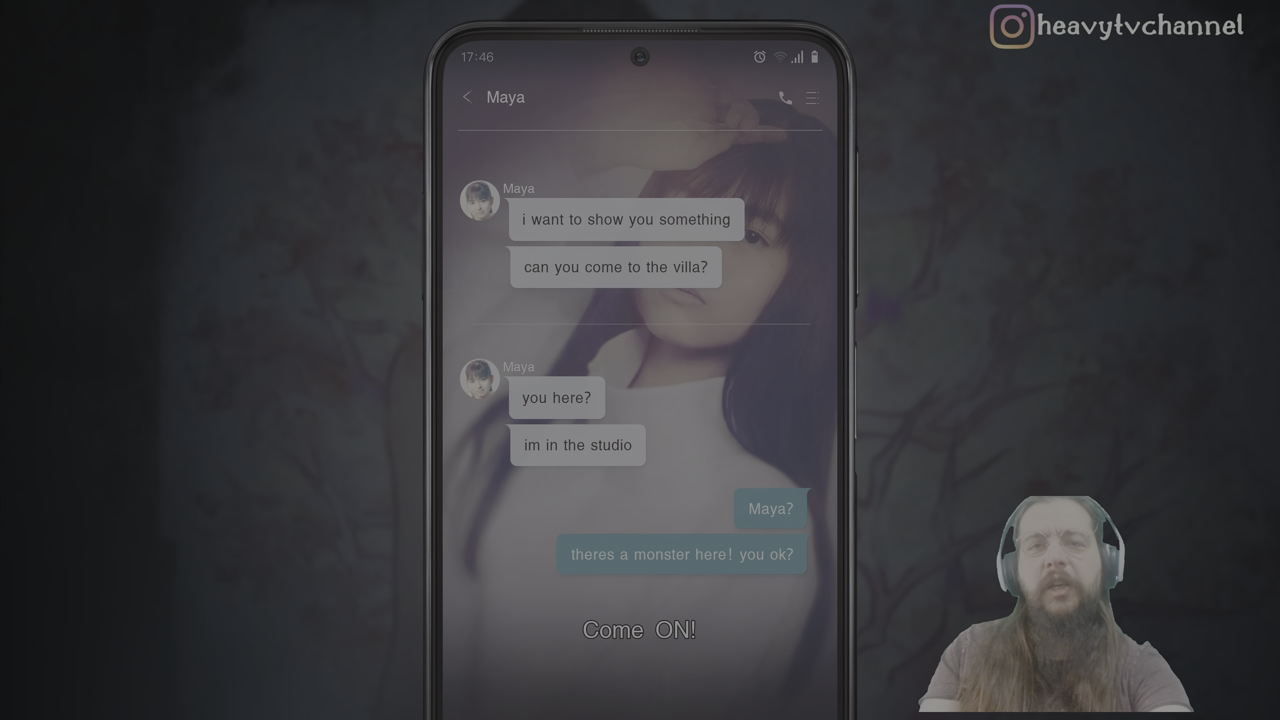 heavytvchannel
17:46
Maya
Maya
i want to show you something
can you come to the villa?
Maya
you here?
im in the studio
Maya?
theres a monster here! you ok?
Come ON!